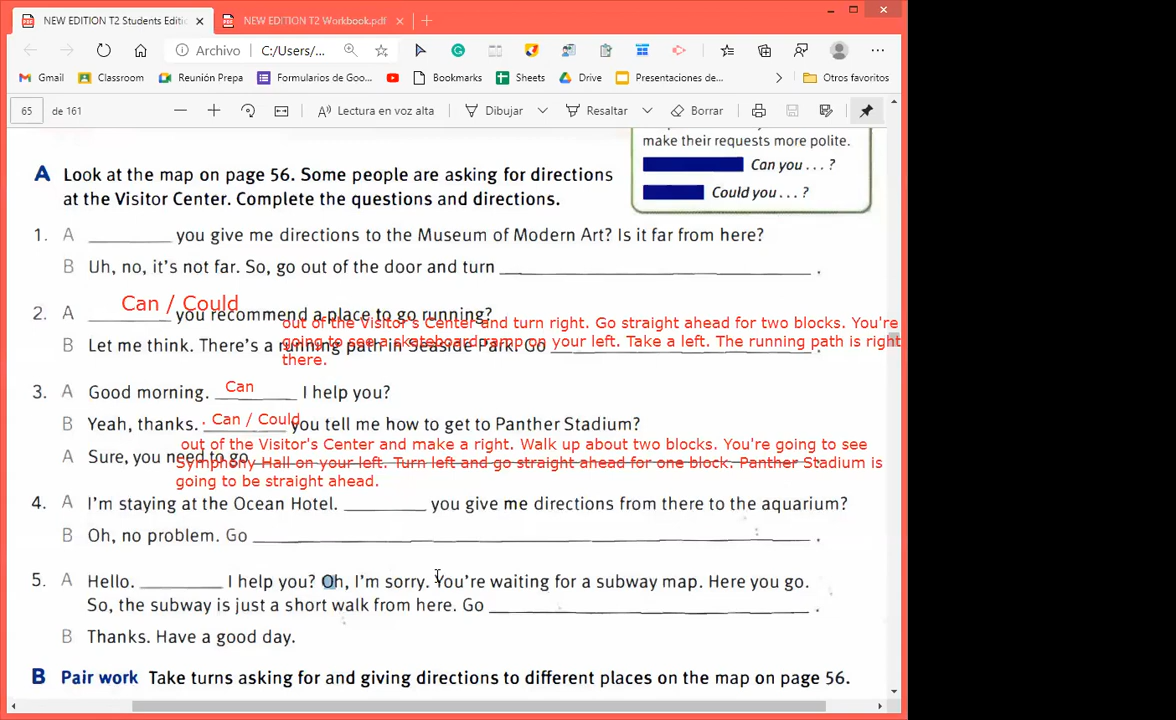 NEW EDITION T2 Students Editi
NEW EDITION T2 Workbook.pdf
Archivo C:/Users/...
Gmail Classroom Reunión Prepa Formularios de Goo... Bookmarks Sheets Drive Presentaciones de... Otros favoritos
65 de 161 Lectura en voz alta Dibujar Resaltar Borrar
make their requests more polite.
Can you . . . ?
Could you . . . ?
A Look at the map on page 56. Some people are asking for directions
at the Visitor Center. Complete the questions and directions.
1. A ________ you give me directions to the Museum of Modern Art? Is it far from here?
B Uh, no, it's not far. So, go out of the door and turn ________ .
Can / Could
2. A ________ you recommend a place to go running?
out of the Visitor's Center and turn right. Go straight ahead for two blocks. You're
going to see a skateboard ramp on your left. Take a left. The running path is right
there.
B Let me think. There's a running path in Seaside Park. Go ________ .
3. A Good morning. Can I help you?
B Yeah, thanks. Can / Could you tell me how to get to Panther Stadium?
out of the Visitor's Center and make a right. Walk up about two blocks. You're going to see
A Sure, you need to go ________
Symphony Hall on your left. Turn left and go straight ahead for one block. Panther Stadium is
going to be straight ahead.
4. A I'm staying at the Ocean Hotel. ________ you give me directions from there to the aquarium?
B Oh, no problem. Go ________ .
5. A Hello. ________ I help you? Oh, I'm sorry. You're waiting for a subway map. Here you go.
So, the subway is just a short walk from here. Go ________ .
B Thanks. Have a good day.
B Pair work Take turns asking for and giving directions to different places on the map on page 56.